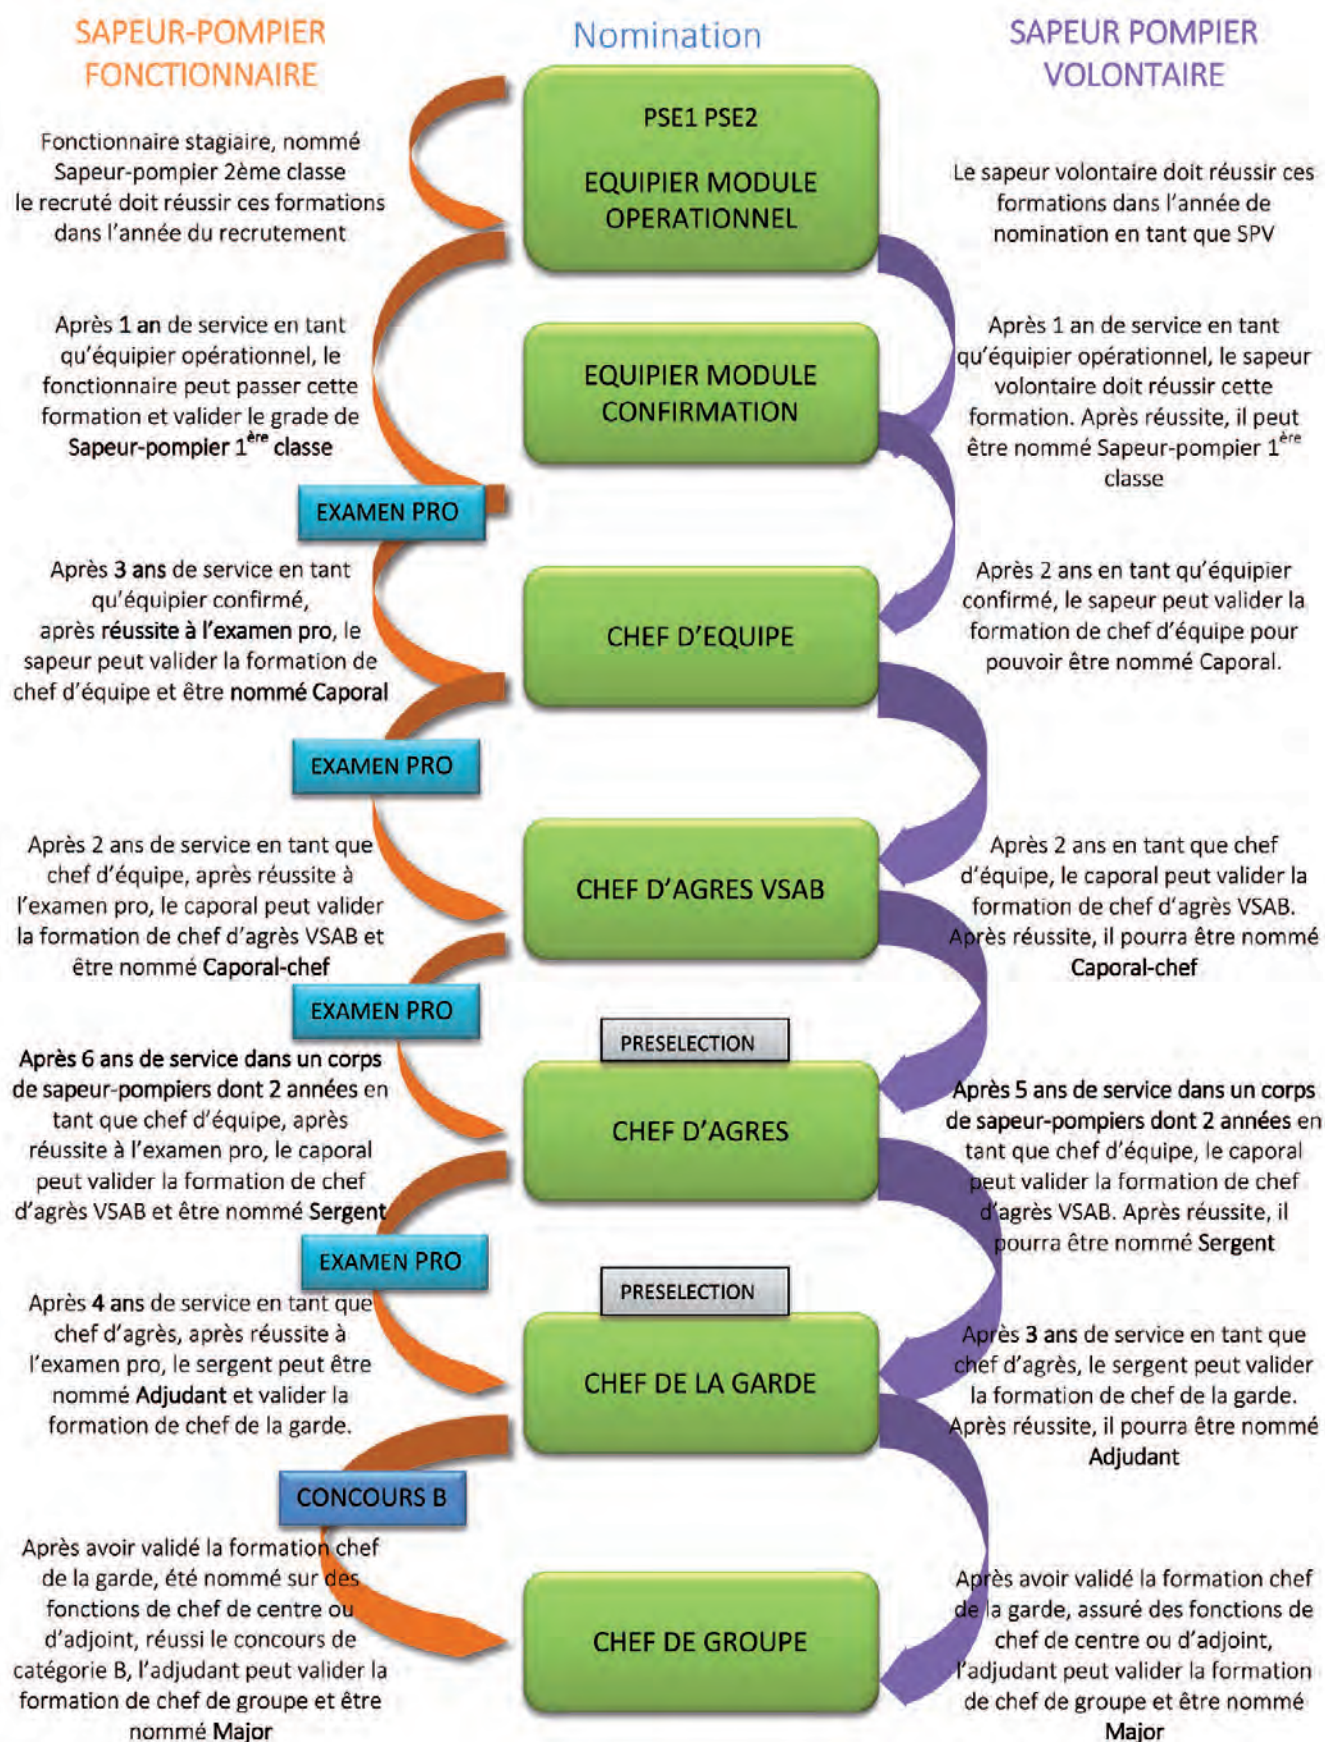 SAPEUR-POMPIER
FONCTIONNAIRE
Nomination
SAPEUR POMPIER
VOLONTAIRE
Fonctionnaire stagiaire, nommé
Sapeur-pompier 2ème classe
le recruté doit réussir ces formations
dans l'année du recrutement
PSE1 PSE2
EQUIPIER MODULE
OPERATIONNEL
Le sapeur volontaire doit réussir ces
formations dans l'année de
nomination en tant que SPV
Après 1 an de service en tant
qu'équipier opérationnel, le
fonctionnaire peut passer cette
formation et valider le grade de
Sapeur-pompier 1ère classe
EQUIPIER MODULE
CONFIRMATION
Après 1 an de service en tant
qu'équipier opérationnel, le sapeur
volontaire doit réussir cette
formation. Après réussite, il peut
être nommé Sapeur-pompier 1ère
classe
EXAMEN PRO
Après 3 ans de service en tant
qu'équipier confirmé,
après réussite à l'examen pro, le
sapeur peut valider la formation de
chef d'équipe et être nommé Caporal
CHEF D'EQUIPE
Après 2 ans en tant qu'équipier
confirmé, le sapeur peut valider la
formation de chef d'équipe pour
pouvoir être nommé Caporal.
EXAMEN PRO
Après 2 ans de service en tant que
chef d'équipe, après réussite à
l'examen pro, le caporal peut valider
la formation de chef d'agrès VSAB et
être nommé Caporal-chef
CHEF D'AGRES VSAB
Après 2 ans en tant que chef
d'équipe, le caporal peut valider la
formation de chef d'agrès VSAB.
Après réussite, il pourra être nommé
Caporal-chef
EXAMEN PRO
PRESELECTION
Après 6 ans de service dans un corps
de sapeur-pompiers dont 2 années en
tant que chef d'équipe, après
réussite à l'examen pro, le caporal
peut valider la formation de chef
d'agrès VSAB et être nommé Sergent
CHEF D'AGRES
Après 5 ans de service dans un corps
de sapeur-pompiers dont 2 années en
tant que chef d'équipe, le caporal
peut valider la formation de chef
d'agrès VSAB. Après réussite, il
pourra être nommé Sergent
EXAMEN PRO
PRESELECTION
Après 4 ans de service en tant que
chef d'agrès, après réussite à
l'examen pro, le sergent peut être
nommé Adjudant et valider la
formation de chef de la garde.
CHEF DE LA GARDE
Après 3 ans de service en tant que
chef d'agrès, le sergent peut valider
la formation de chef de la garde.
Après réussite, il pourra être nommé
Adjudant
CONCOURS B
Après avoir validé la formation chef
de la garde, été nommé sur des
fonctions de chef de centre ou
d'adjoint, réussi le concours de
catégorie B, l'adjudant peut valider la
formation de chef de groupe et être
nommé Major
CHEF DE GROUPE
Après avoir validé la formation chef
de la garde, assuré des fonctions de
chef de centre ou d'adjoint,
l'adjudant peut valider la formation
de chef de groupe et être nommé
Major